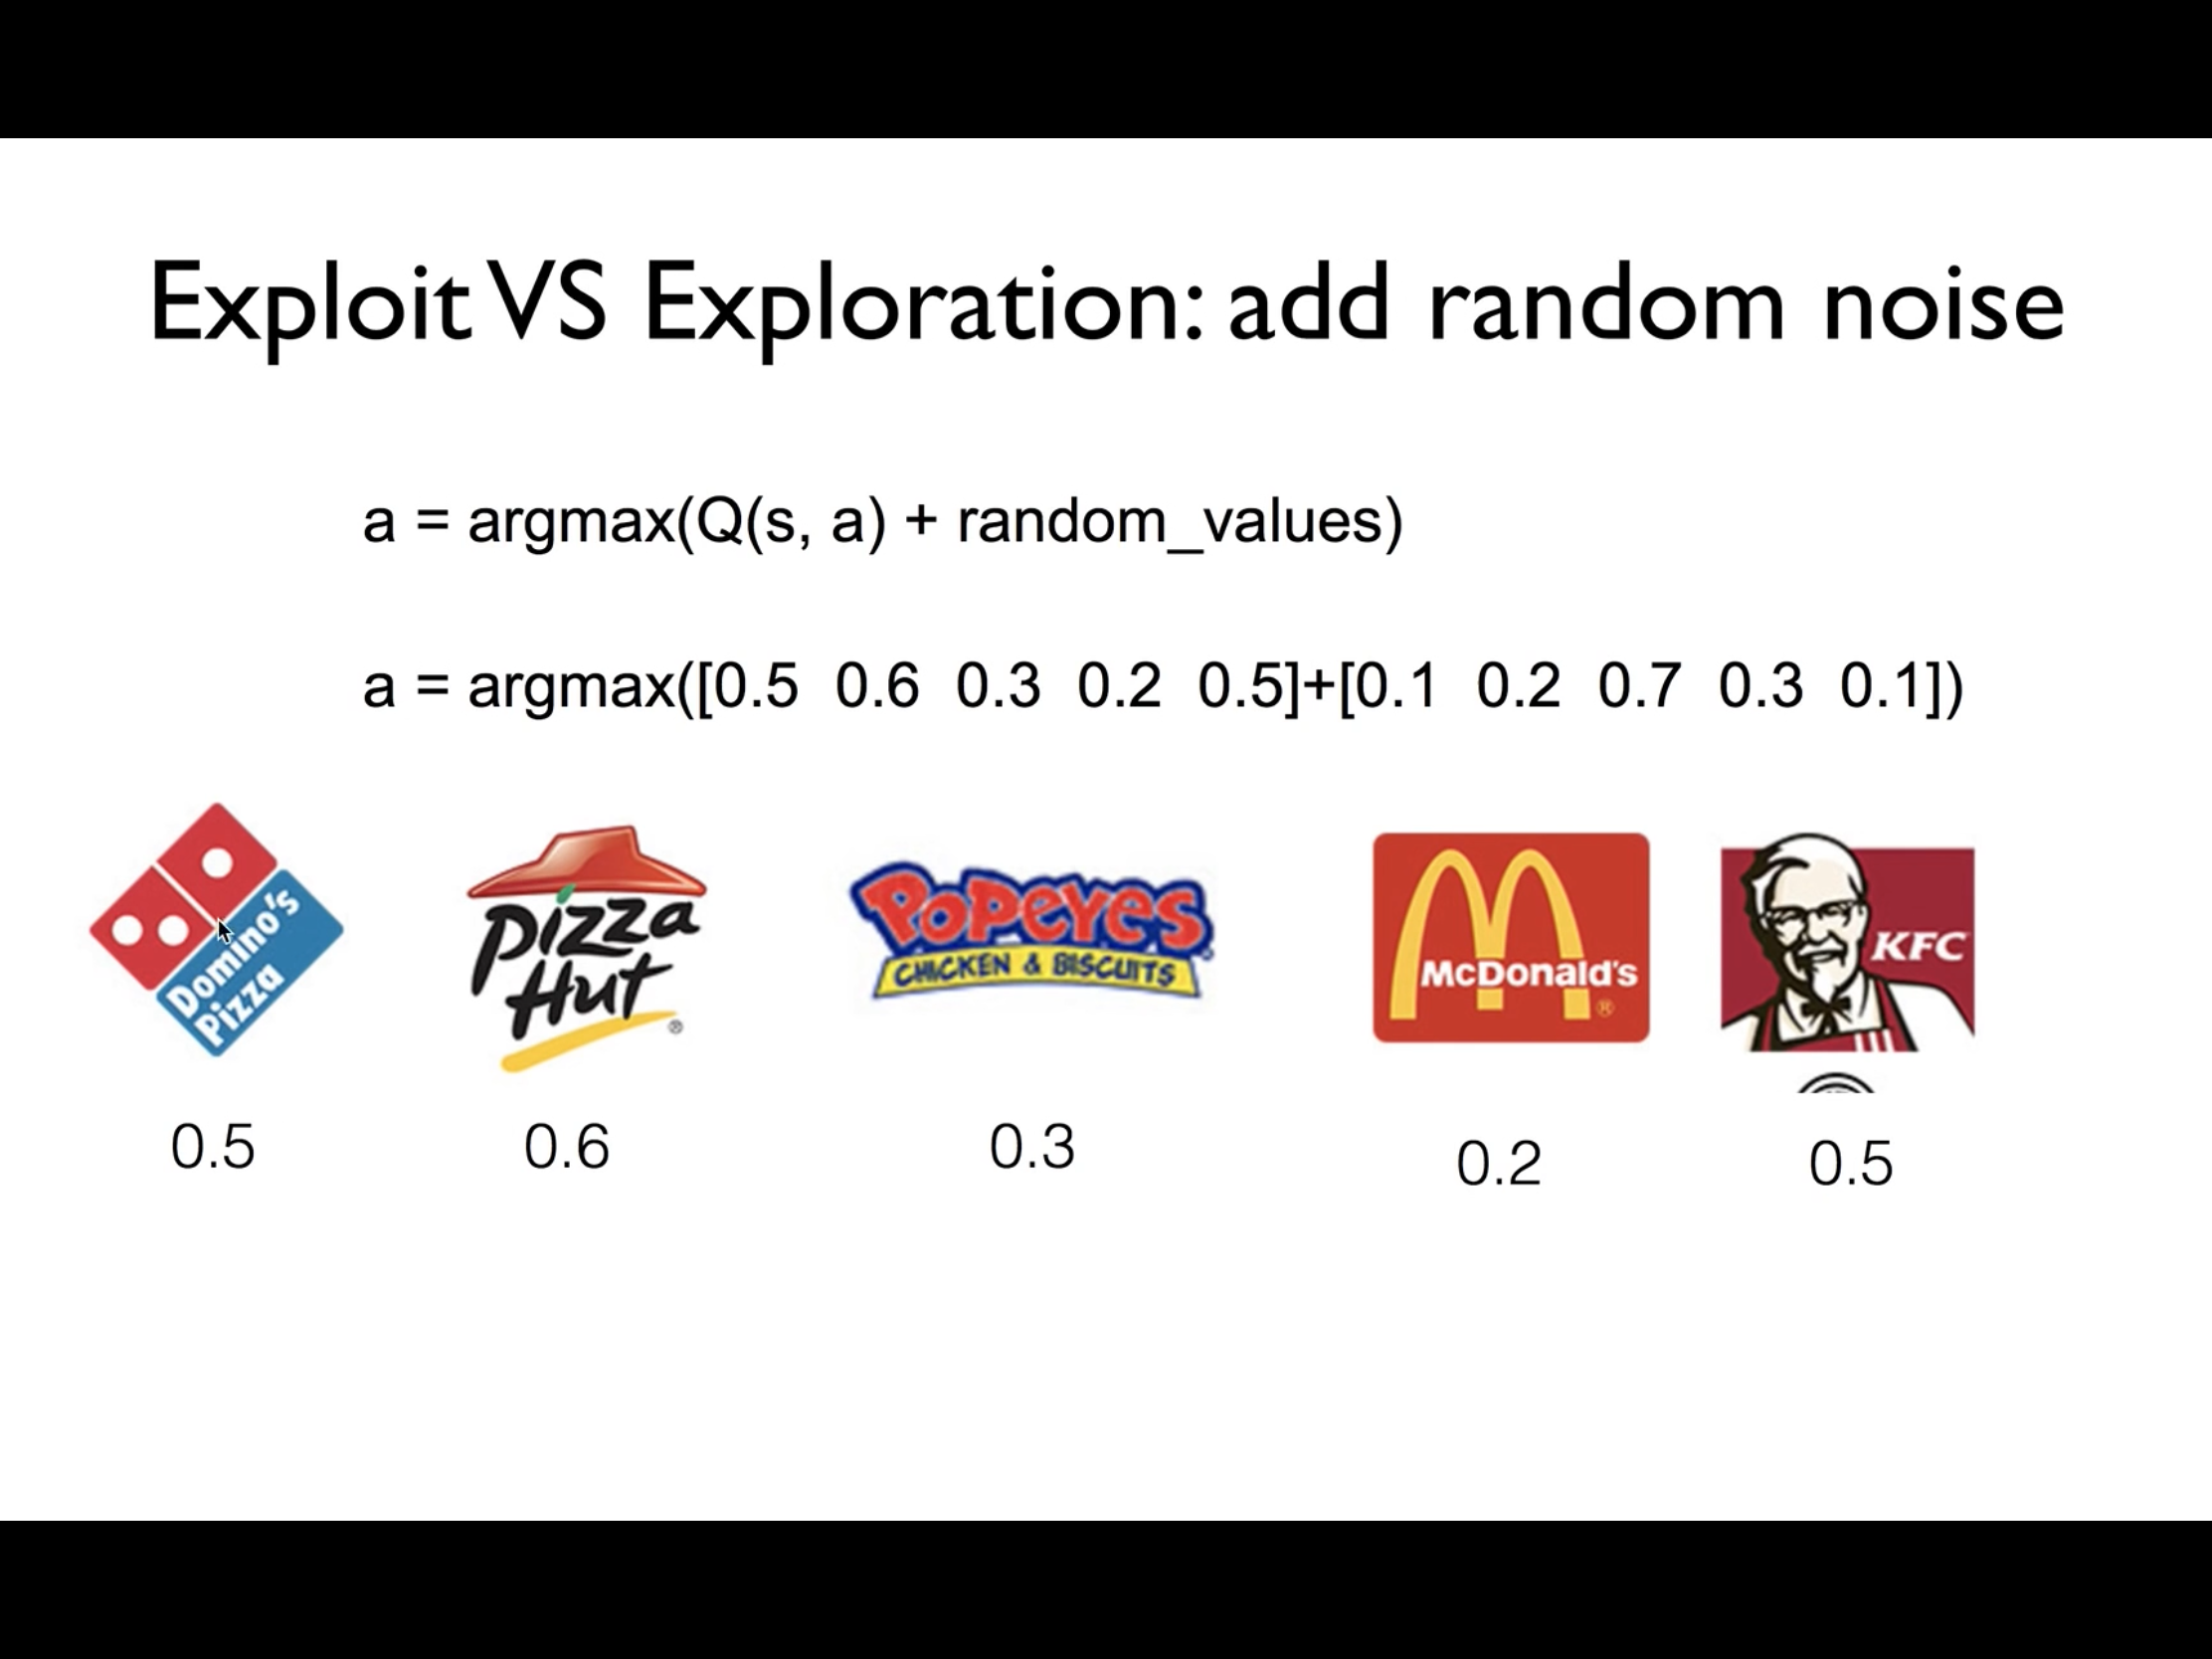 Exploit VS Exploration: add random noise
a = argmax(Q(s, a) + random_values)
a = argmax([0.5 0.6 0.3 0.2 0.5]+[0.1 0.2 0.7 0.3 0.1])
Domino's
Pizza
Pizza
Hut
®
POPEYES
CHICKEN & BISCUITS
McDonald's
®
KFC
0.5 0.6 0.3 0.2 0.5